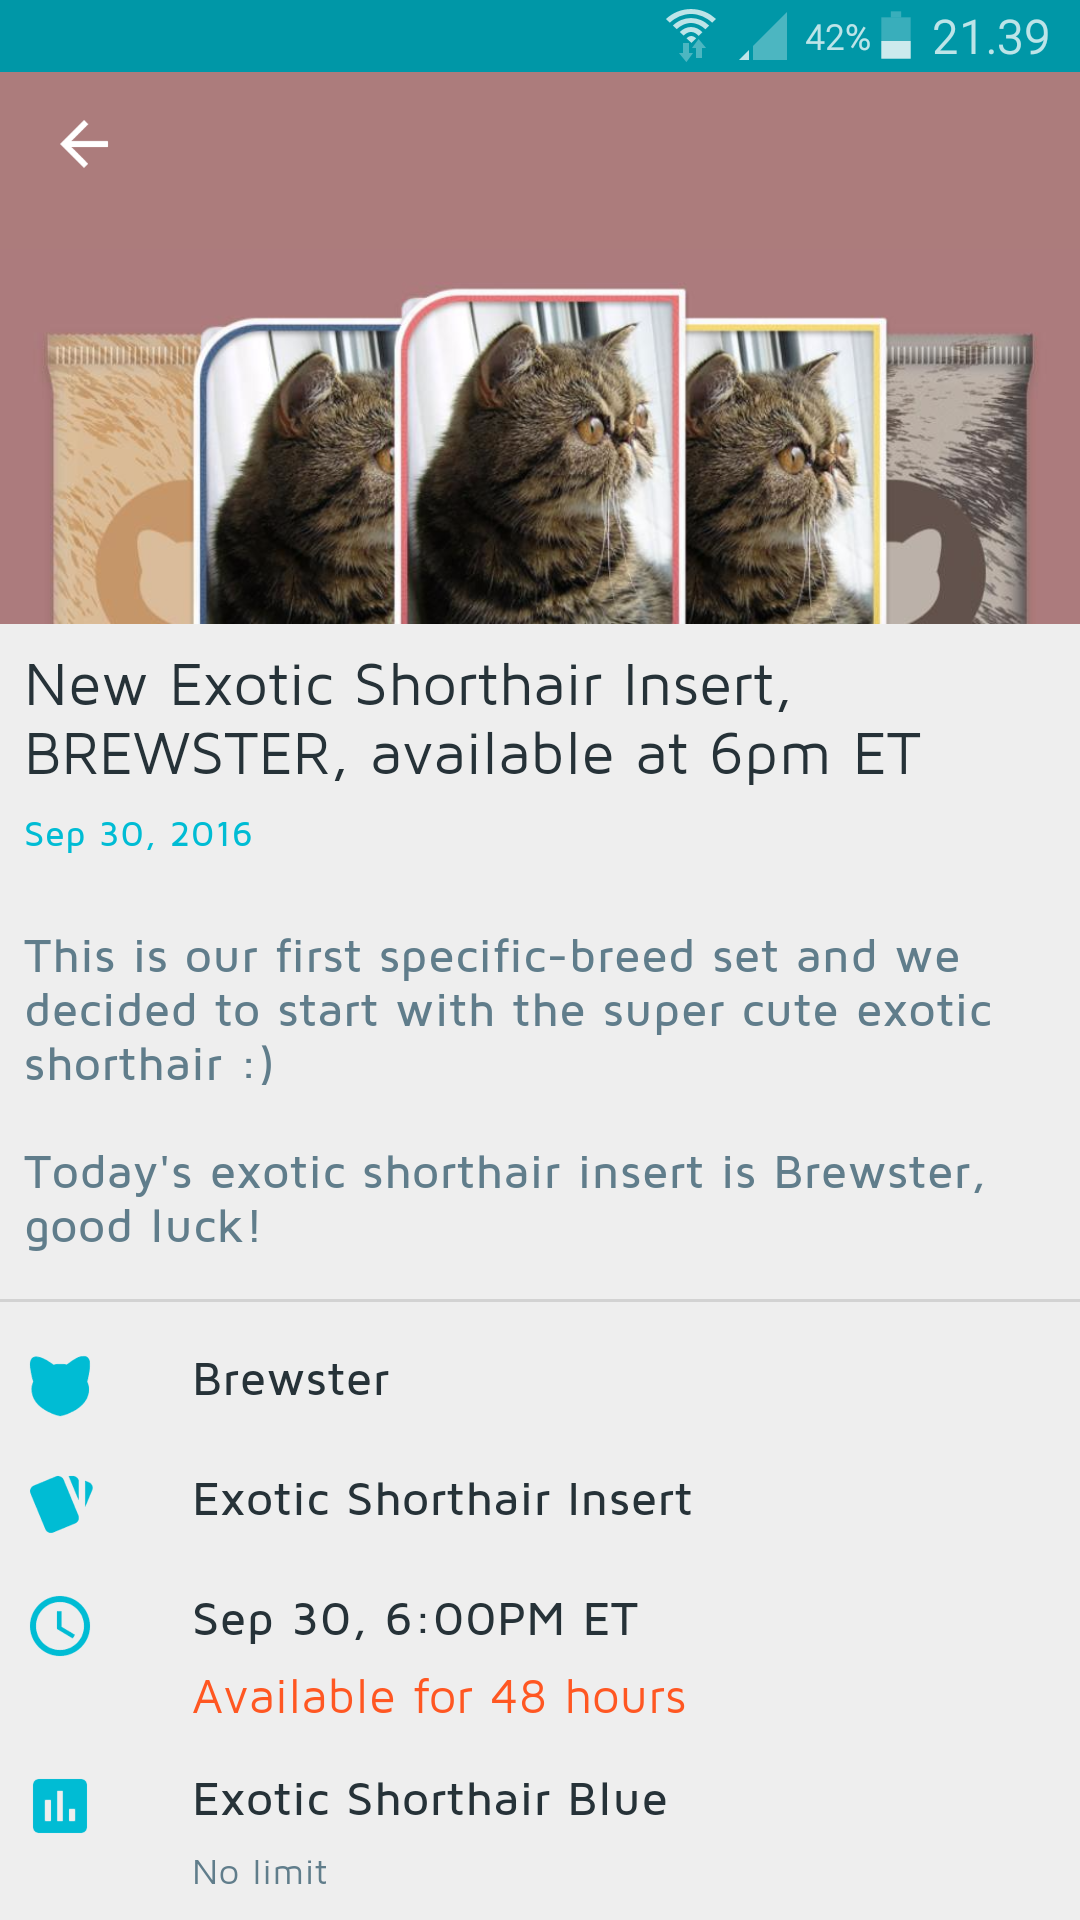 42% 21.39
New Exotic Shorthair Insert,
BREWSTER, available at 6pm ET
Sep 30, 2016
This is our first specific-breed set and we
decided to start with the super cute exotic
shorthair :)
Today's exotic shorthair insert is Brewster,
good luck!
Brewster
Exotic Shorthair Insert
Sep 30, 6:00PM ET
Available for 48 hours
Exotic Shorthair Blue
No limit